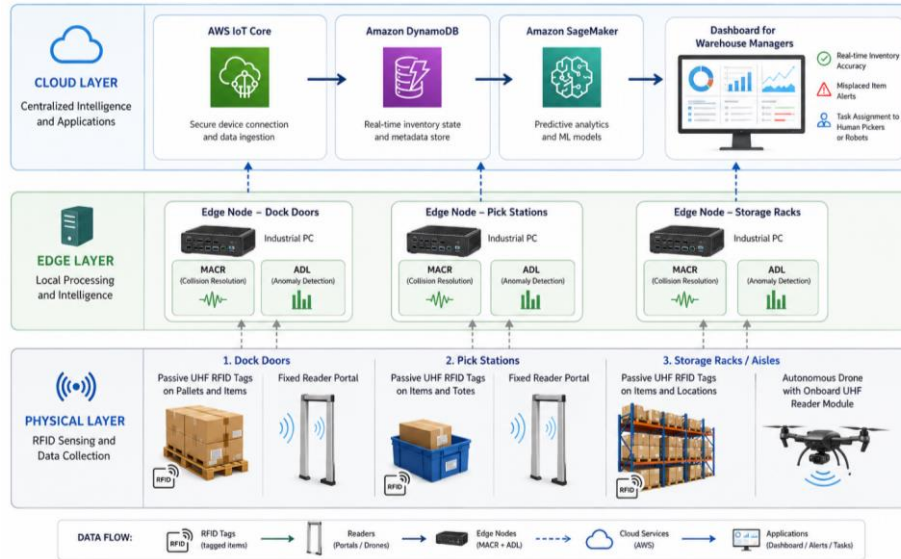 CLOUD LAYER
Centralized Intelligence
and Applications
AWS IoT Core
Secure device connection
and data ingestion
Amazon DynamoDB
Real-time inventory state
and metadata store
Amazon SageMaker
Predictive analytics
and ML models
Dashboard for
Warehouse Managers
Real-time Inventory
Accuracy
Misplaced Item
Alerts
Task Assignment to
Human Pickers
or Robots
EDGE LAYER
Local Processing
and Intelligence
Edge Node – Dock Doors
Industrial PC
MACR
(Collision Resolution)
ADL
(Anomaly Detection)
Edge Node – Pick Stations
Industrial PC
MACR
(Collision Resolution)
ADL
(Anomaly Detection)
Edge Node – Storage Racks
Industrial PC
MACR
(Collision Resolution)
ADL
(Anomaly Detection)
PHYSICAL LAYER
RFID Sensing and
Data Collection
1. Dock Doors
Passive UHF RFID Tags
on Pallets and Items
RFID
Fixed Reader Portal
2. Pick Stations
Passive UHF RFID Tags
on Items and Totes
RFID
Fixed Reader Portal
3. Storage Racks / Aisles
Passive UHF RFID Tags
on Items and Locations
RFID
Autonomous Drone
with Onboard UHF
Reader Module
DATA FLOW:
RFID
RFID Tags
(tagged items)
Readers
(Portals / Drones)
Edge Nodes
(MACR + ADL)
Cloud Services
(AWS)
Applications
(Dashboard / Alerts / Tasks)